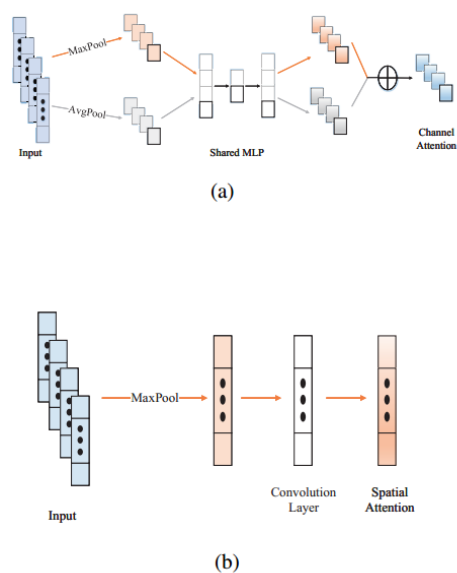 MaxPool
AvgPool
Input
Shared MLP
Channel
Attention
(a)
MaxPool
Convolution
Layer
Spatial
Attention
Input
(b)